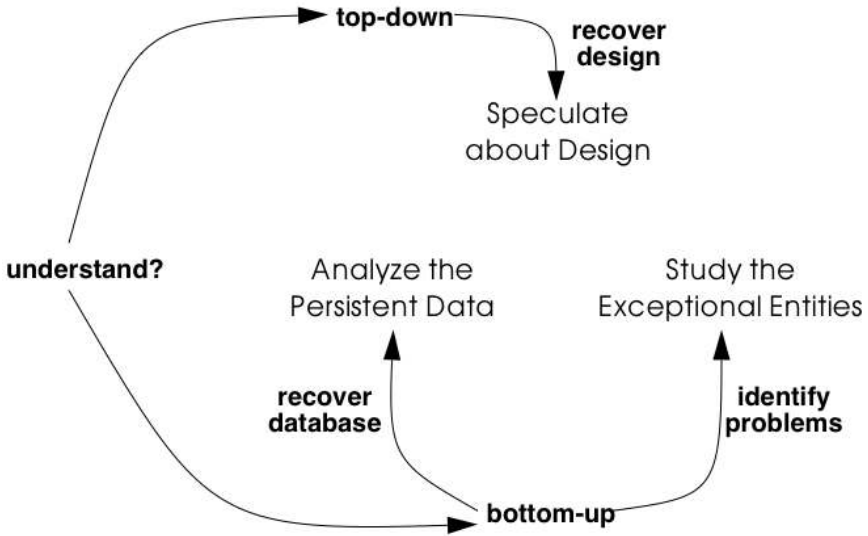 top-down
recover
design
Speculate
about Design
understand?
Analyze the
Persistent Data
Study the
Exceptional Entities
recover
database
identify
problems
bottom-up